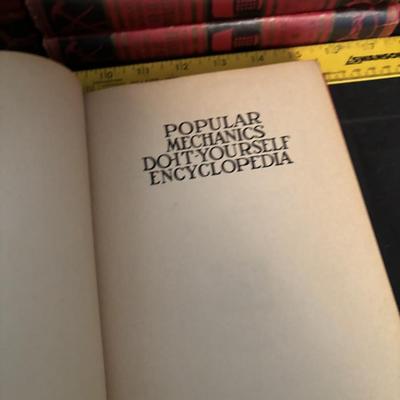 POPULAR
MECHANICS
DO-IT-YOURSELF
ENCYCLOPEDIA